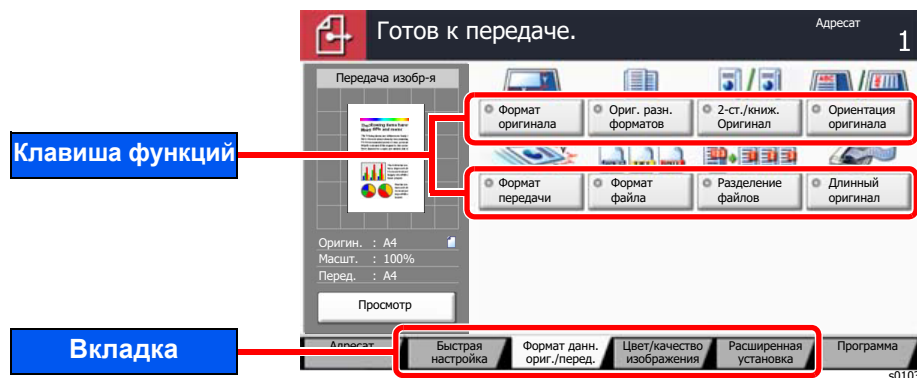 Готов к передаче.
Адресат
1
Передача изобр-я
Формат
оригинала
Ориг. разн.
форматов
2-ст./книж.
Оригинал
Ориентация
оригинала
ABC
Клавиша функций
Формат
передачи
Формат
файла
Разделение
файлов
Длинный
оригинал
Оригин. : A4
Масшт. : 100%
Перед. : A4
Просмотр
Вкладка
Адресат
Быстрая
настройка
Формат данн.
ориг./перед.
Цвет/качество
изображения
Расширенная
установка
Программа